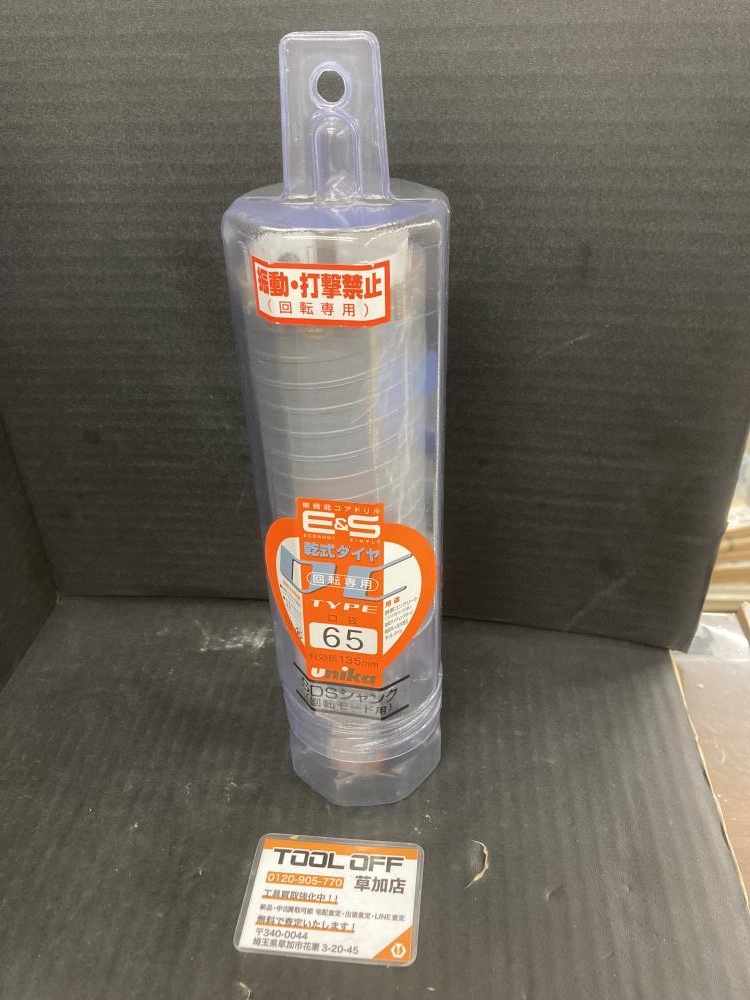 振動・打撃禁止
(回転専用)
単機能コアドリル
E&S
ECONOMY SIMPLE
乾式ダイヤ
DC
回転専用
TYPE
用途
口径
65
有効長135mm
unika
SDSシャンク
(回転モード用)
TOOL OFF
0120-905-770 草加店
工具買取強化中!!
新品・中古買取可能 宅配査定・出張査定・LINE査定
無料で査定いたします!
〒340-0044
埼玉県草加市花栗3-20-45